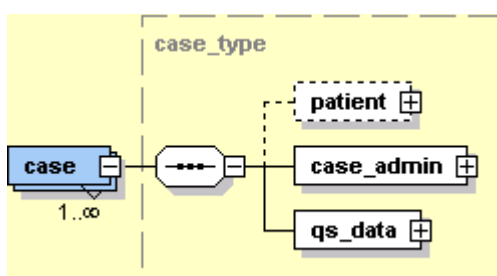 case_type
patient
case
case_admin
1..∞
qs_data